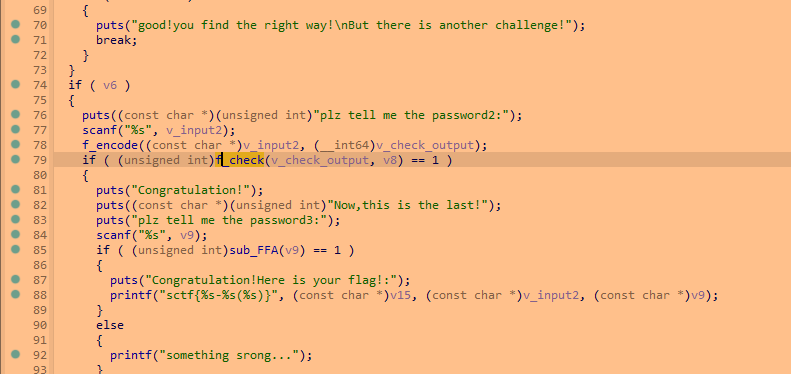 69 {
70 puts("good!you find the right way!\nBut there is another challenge!");
71 break;
72 }
73 }
74 if ( v6 )
75 {
76 puts((const char *)(unsigned int)"plz tell me the password2:");
77 scanf("%s", v_input2);
78 f_encode((const char *)v_input2, (__int64)v_check_output);
79 if ( (unsigned int)f_check(v_check_output, v8) == 1 )
80 {
81 puts("Congratulation!");
82 puts((const char *)(unsigned int)"Now,this is the last!");
83 puts("plz tell me the password3:");
84 scanf("%s", v9);
85 if ( (unsigned int)sub_FFA(v9) == 1 )
86 {
87 puts("Congratulation!Here is your flag!:");
88 printf("sctf{%s-%s(%s)}", (const char *)v15, (const char *)v_input2, (const char *)v9);
89 }
90 else
91 {
92 printf("something srong...");
93 }